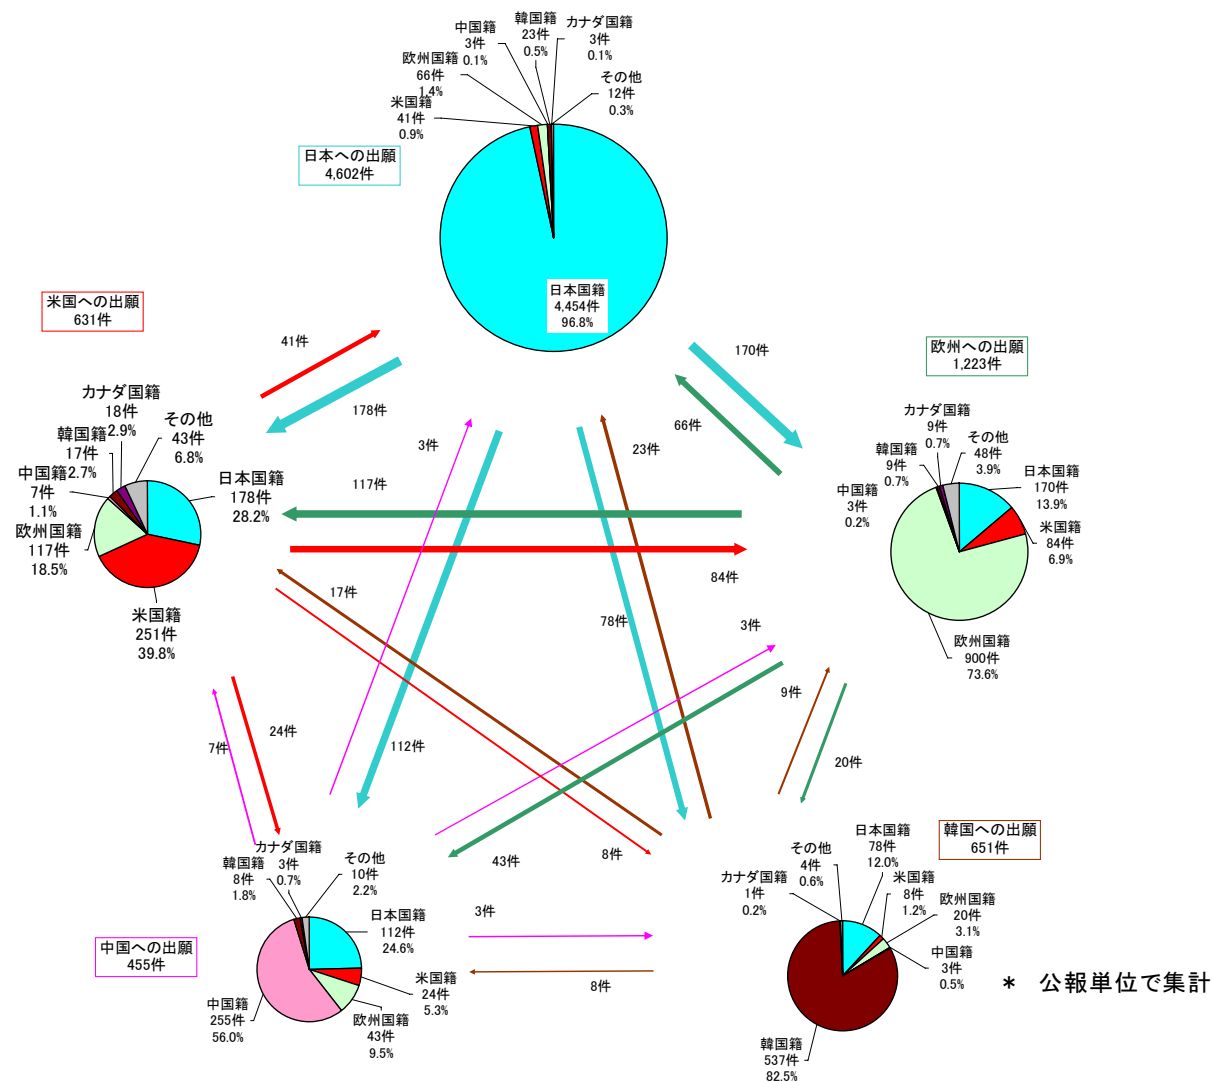 中国籍
3件
0.1%
韓国籍
23件
0.5%
カナダ国籍
3件
0.1%
欧州国籍
66件
1.4%
その他
12件
0.3%
米国籍
41件
0.9%
日本への出願
4,602件
日本国籍
4,454件
96.8%
米国への出願
631件
41件
178件
170件
66件
欧州への出願
1,223件
カナダ国籍
18件
2.9%
その他
43件
6.8%
韓国籍
17件
2.7%
中国籍
7件
1.1%
日本国籍
178件
28.2%
欧州国籍
117件
18.5%
米国籍
251件
39.8%
3件
23件
117件
84件
カナダ国籍
9件
0.7%
その他
48件
3.9%
韓国籍
9件
0.7%
中国籍
3件
0.2%
日本国籍
170件
13.9%
米国籍
84件
6.9%
欧州国籍
900件
73.6%
17件
78件
3件
9件
20件
24件
7件
112件
43件
8件
3件
8件
カナダ国籍
3件
0.7%
その他
10件
2.2%
韓国籍
8件
1.8%
日本国籍
112件
24.6%
米国籍
24件
5.3%
欧州国籍
43件
9.5%
中国籍
255件
56.0%
中国への出願
455件
日本国籍
78件
12.0%
その他
4件
0.6%
カナダ国籍
1件
0.2%
米国籍
8件
1.2%
欧州国籍
20件
3.1%
中国籍
3件
0.5%
韓国籍
537件
82.5%
韓国への出願
651件
* 公報単位で集計